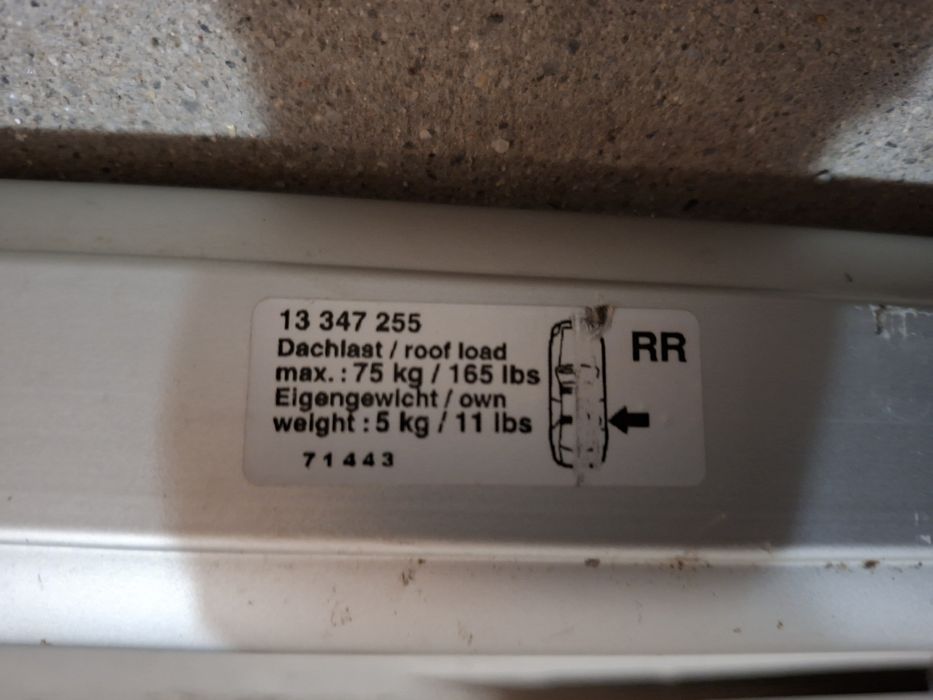 13 347 255
Dachlast / roof load
max. : 75 kg / 165 lbs
Eigengewicht / own
weight : 5 kg / 11 lbs
71443
RR